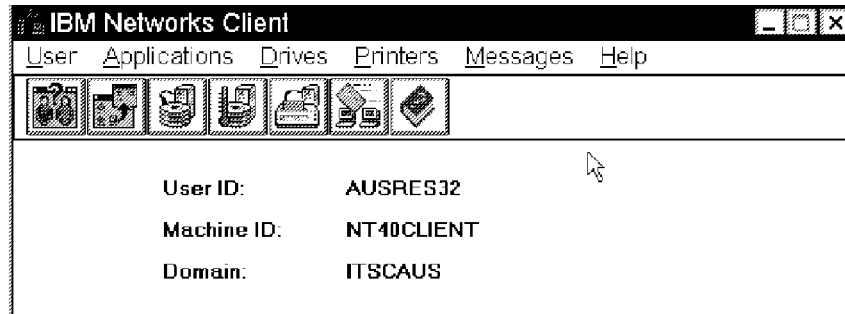 IBM Networks Client
User Applications Drives Printers Messages Help
User ID: AUSRES32
Machine ID: NT40CLIENT
Domain: ITSCAUS